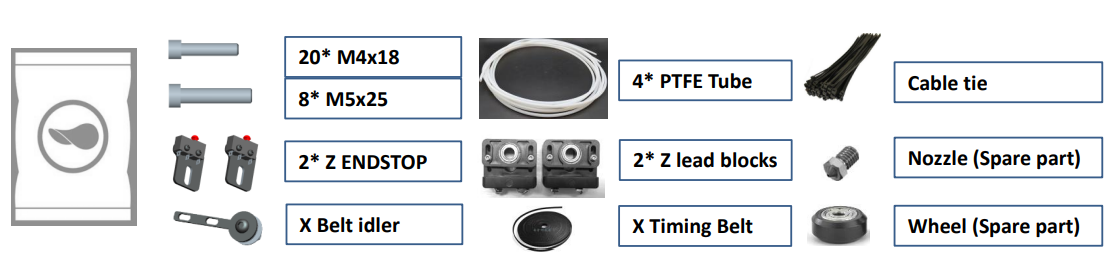 20* M4x18
8* M5x25
2* Z ENDSTOP
X Belt idler
4* PTFE Tube
2* Z lead blocks
X Timing Belt
Cable tie
Nozzle (Spare part)
Wheel (Spare part)